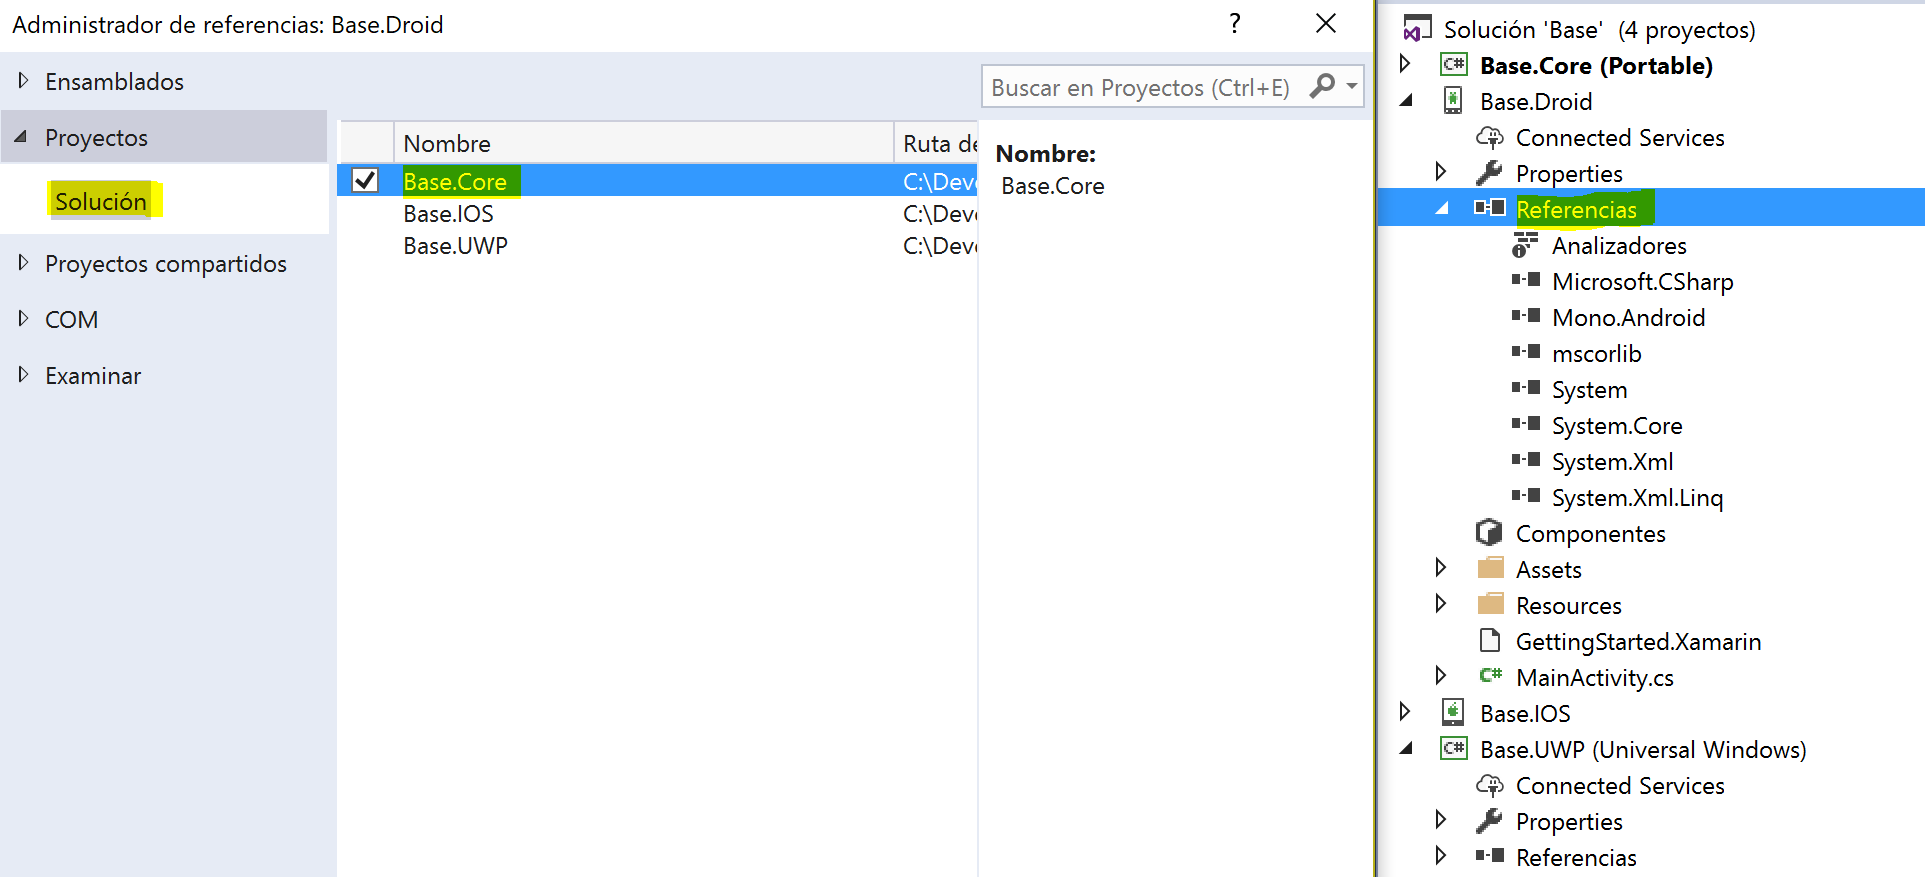 Administrador de referencias: Base.Droid
?
Ensamblados
Proyectos
Solución
Proyectos compartidos
COM
Examinar
Buscar en Proyectos (Ctrl+E)
Nombre
Ruta de
Base.Core
C:\Deve
Base.IOS
C:\Deve
Base.UWP
C:\Deve
Nombre:
Base.Core
Solución 'Base' (4 proyectos)
C# Base.Core (Portable)
Base.Droid
Connected Services
Properties
Referencias
Analizadores
Microsoft.CSharp
Mono.Android
mscorlib
System
System.Core
System.Xml
System.Xml.Linq
Componentes
Assets
Resources
GettingStarted.Xamarin
C# MainActivity.cs
Base.IOS
C# Base.UWP (Universal Windows)
Connected Services
Properties
Referencias